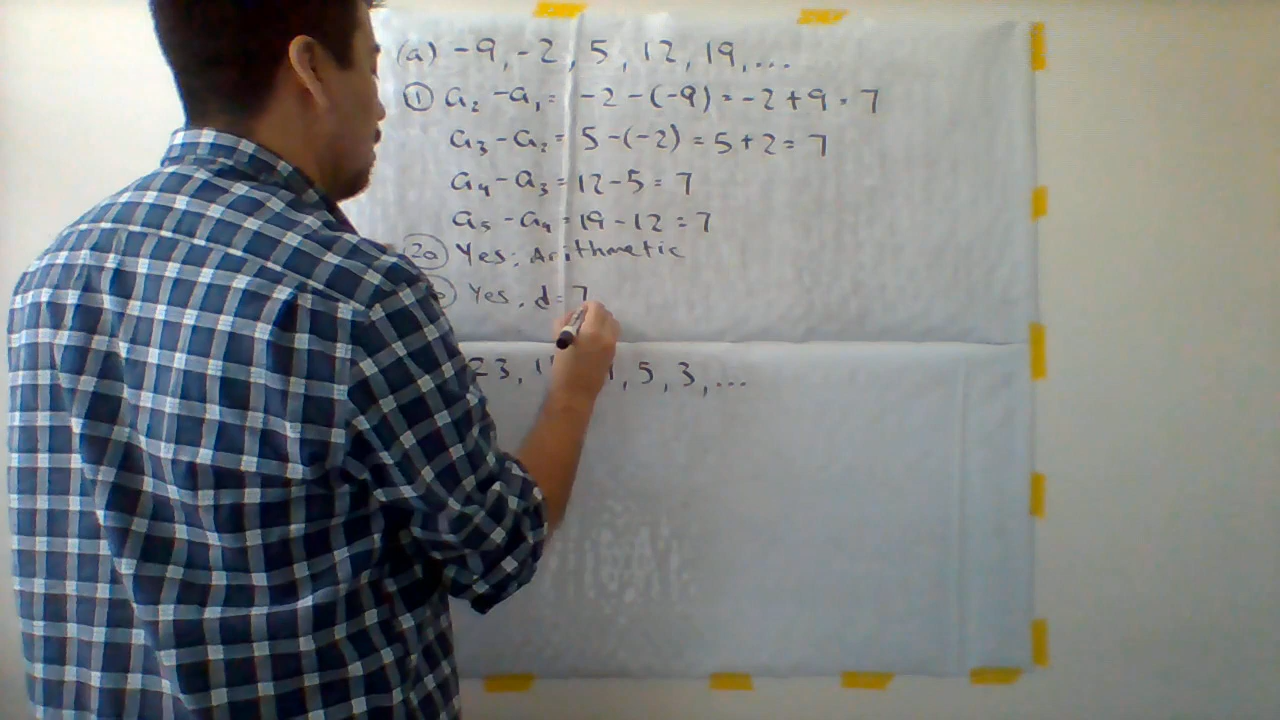 (a) -9, -2, 5, 12, 19, ...
① a₂ - a₁ = -2 - (-9) = -2 + 9 = 7
a₃ - a₂ = 5 - (-2) = 5 + 2 = 7
a₄ - a₃ = 12 - 5 = 7
a₅ - a₄ = 19 - 12 = 7
2a Yes; Arithmetic
Yes, d = 7
23, 5, 3, ...